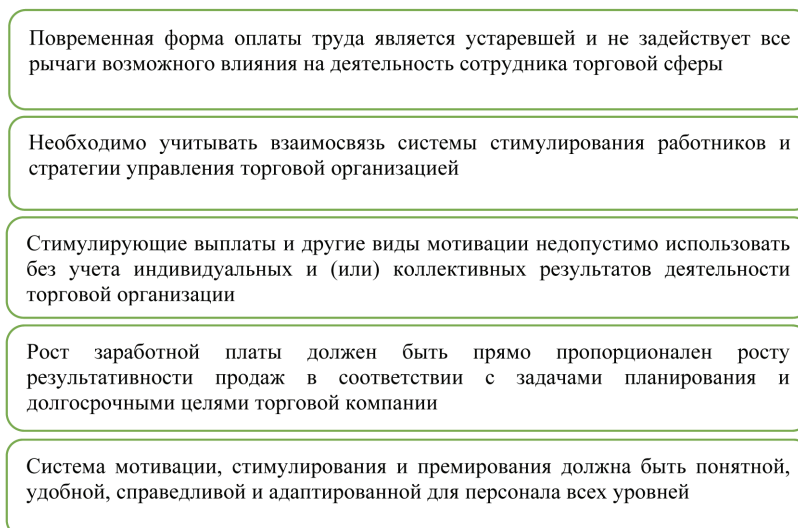 Повременная форма оплаты труда является устаревшей и не задействует все
рычаги возможного влияния на деятельность сотрудника торговой сферы
Необходимо учитывать взаимосвязь системы стимулирования работников и
стратегии управления торговой организацией
Стимулирующие выплаты и другие виды мотивации недопустимо использовать
без учета индивидуальных и (или) коллективных результатов деятельности
торговой организации
Рост заработной платы должен быть прямо пропорционален росту
результативности продаж в соответствии с задачами планирования и
долгосрочными целями торговой компании
Система мотивации, стимулирования и премирования должна быть понятной,
удобной, справедливой и адаптированной для персонала всех уровней